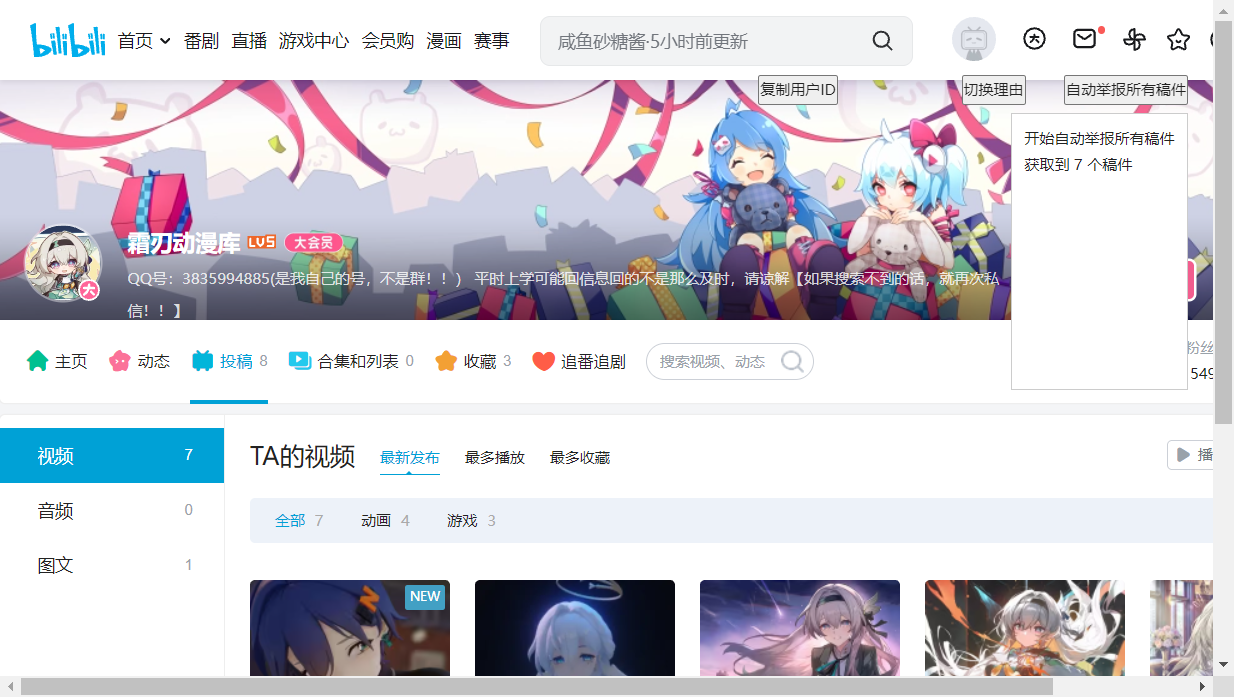 bilibili 首页 番剧 直播 游戏中心 会员购 漫画 赛事 咸鱼砂糖酱·5小时前更新
复制用户ID 切换理由 自动举报所有稿件
开始自动举报所有稿件
获取到 7 个稿件
霜刃动漫库 LV5 大会员
QQ号：3835994885(是我自己的号，不是群！！) 平时上学可能回信息回的不是那么及时，请谅解【如果搜索不到的话，就再次私
信！！】
大
主页 动态 投稿 8 合集和列表 0 收藏 3 追番追剧 搜索视频、动态
粉丝
549
视频 7
音频 0
图文 1
TA的视频 最新发布 最多播放 最多收藏 播
全部 7 动画 4 游戏 3
NEW